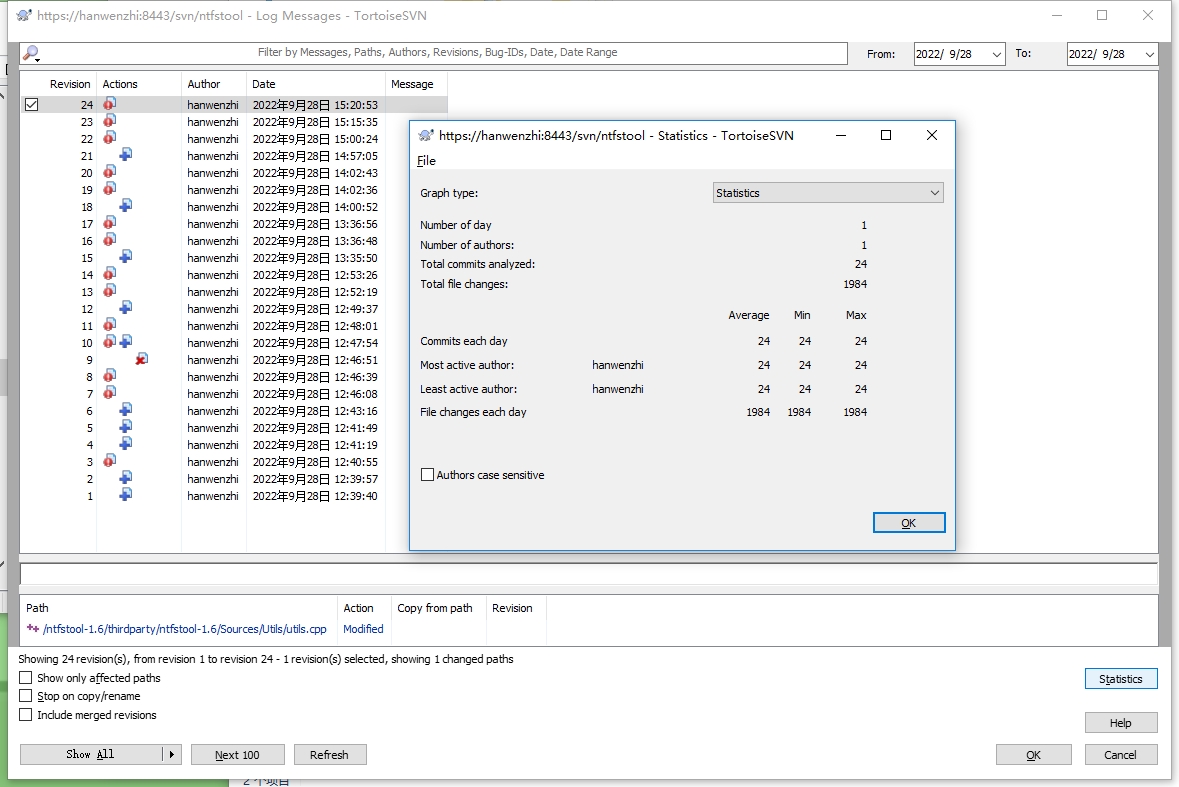 https://hanwenzhi:8443/svn/ntfstool - Log Messages - TortoiseSVN
Filter by Messages, Paths, Authors, Revisions, Bug-IDs, Date, Date Range
From: 2022/ 9/28 To: 2022/ 9/28
Revision Actions Author Date Message
24 hanwenzhi 2022年9月28日 15:20:53
23 hanwenzhi 2022年9月28日 15:15:35
22 hanwenzhi 2022年9月28日 15:00:24
21 hanwenzhi 2022年9月28日 14:57:05
20 hanwenzhi 2022年9月28日 14:02:43
19 hanwenzhi 2022年9月28日 14:02:36
18 hanwenzhi 2022年9月28日 14:00:52
17 hanwenzhi 2022年9月28日 13:36:56
16 hanwenzhi 2022年9月28日 13:36:48
15 hanwenzhi 2022年9月28日 13:35:50
14 hanwenzhi 2022年9月28日 12:53:26
13 hanwenzhi 2022年9月28日 12:52:19
12 hanwenzhi 2022年9月28日 12:49:37
11 hanwenzhi 2022年9月28日 12:48:01
10 hanwenzhi 2022年9月28日 12:47:54
9 hanwenzhi 2022年9月28日 12:46:51
8 hanwenzhi 2022年9月28日 12:46:39
7 hanwenzhi 2022年9月28日 12:46:08
6 hanwenzhi 2022年9月28日 12:43:16
5 hanwenzhi 2022年9月28日 12:41:49
4 hanwenzhi 2022年9月28日 12:41:19
3 hanwenzhi 2022年9月28日 12:40:55
2 hanwenzhi 2022年9月28日 12:39:57
1 hanwenzhi 2022年9月28日 12:39:40
https://hanwenzhi:8443/svn/ntfstool - Statistics - TortoiseSVN
File
Graph type: Statistics
Number of day 1
Number of authors: 1
Total commits analyzed: 24
Total file changes: 1984
Average Min Max
Commits each day 24 24 24
Most active author: hanwenzhi 24 24 24
Least active author: hanwenzhi 24 24 24
File changes each day 1984 1984 1984
Authors case sensitive
OK
Path Action Copy from path Revision
/ntfstool-1.6/thirdparty/ntfstool-1.6/Sources/Utils/utils.cpp Modified
Showing 24 revision(s), from revision 1 to revision 24 - 1 revision(s) selected, showing 1 changed paths
Show only affected paths
Stop on copy/rename
Include merged revisions
Statistics
Help
Show All Next 100 Refresh OK Cancel
2 个项目